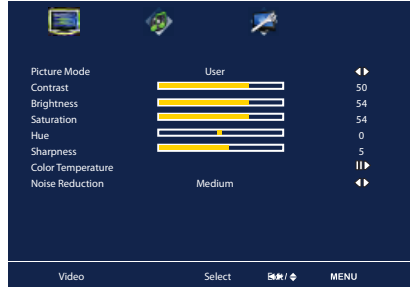 Picture Mode User
Contrast 50
Brightness 54
Saturation 54
Hue 0
Sharpness 5
Color Temperature
Noise Reduction Medium
Video Select / MENU